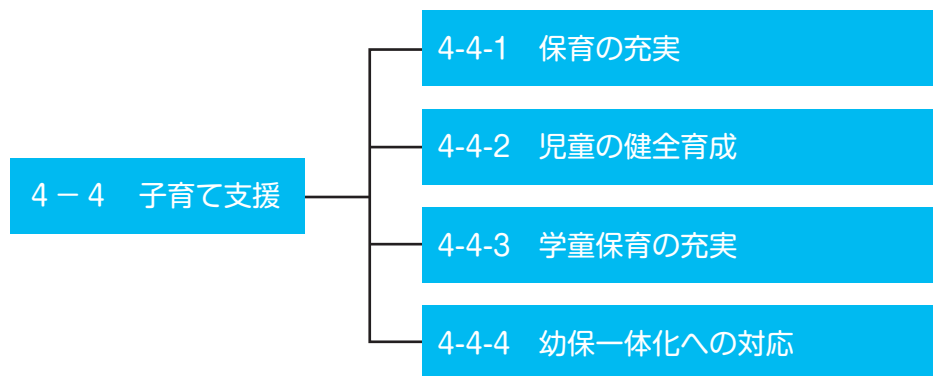 4-4-1 保育の充実
4-4-2 児童の健全育成
4－4 子育て支援
4-4-3 学童保育の充実
4-4-4 幼保一体化への対応